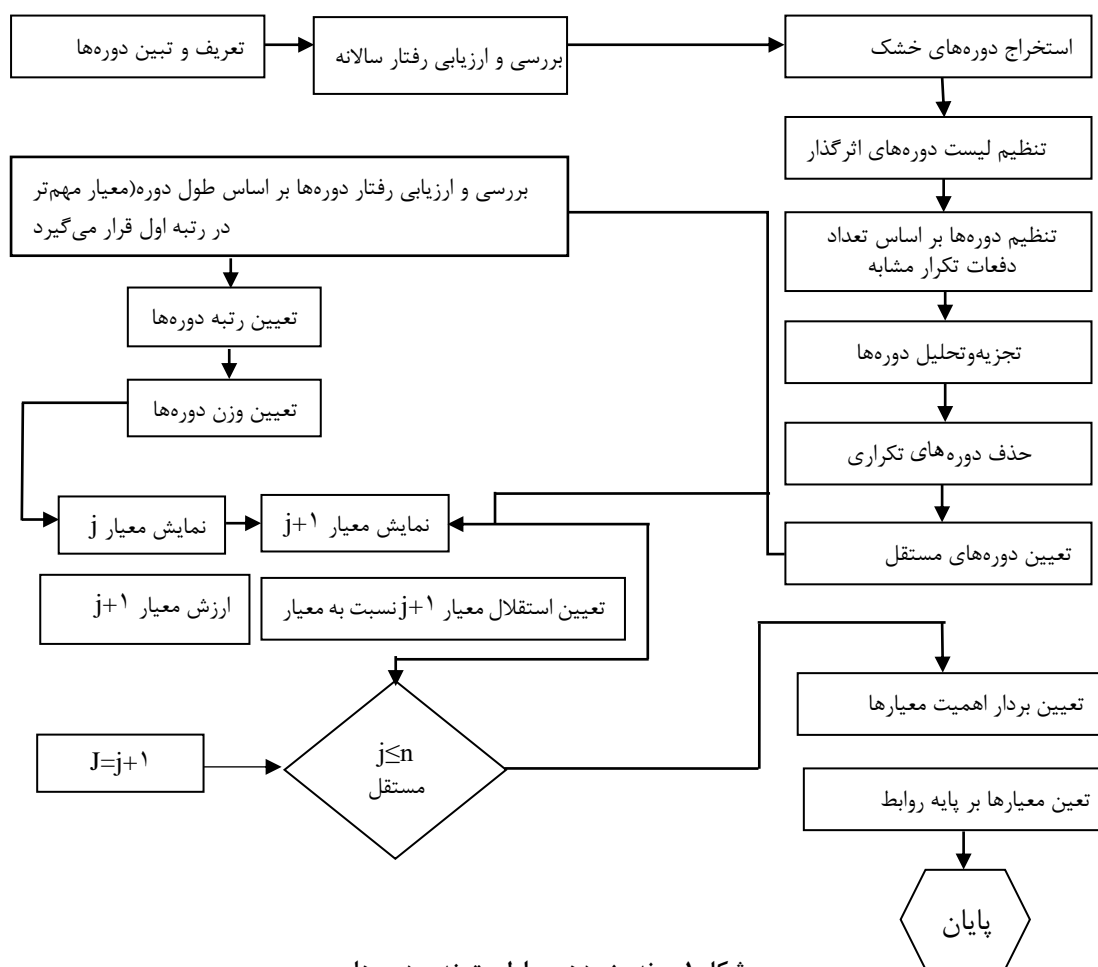 تعریف و تبین دوره‌ها
بررسی و ارزیابی رفتار سالانه
استخراج دوره‌های خشک
تنظیم لیست دوره‌های اثرگذار
تنظیم دوره‌ها بر اساس تعداد
دفعات تکرار مشابه
تجزیه‌وتحلیل دوره‌ها
حذف دوره‌های تکراری
تعیین دوره‌های مستقل
بررسی و ارزیابی رفتار دوره‌ها بر اساس طول دوره(معیار مهم‌تر
در رتبه اول قرار می‌گیرد
تعیین رتبه دوره‌ها
تعیین وزن دوره‌ها
نمایش معیار j
نمایش معیار j+۱
ارزش معیار j+۱
تعیین استقلال معیار j+۱ نسبت به معیار
J=j+۱
j≤n
مستقل
تعیین بردار اهمیت معیارها
تعین معیارها بر پایه روابط
پایان